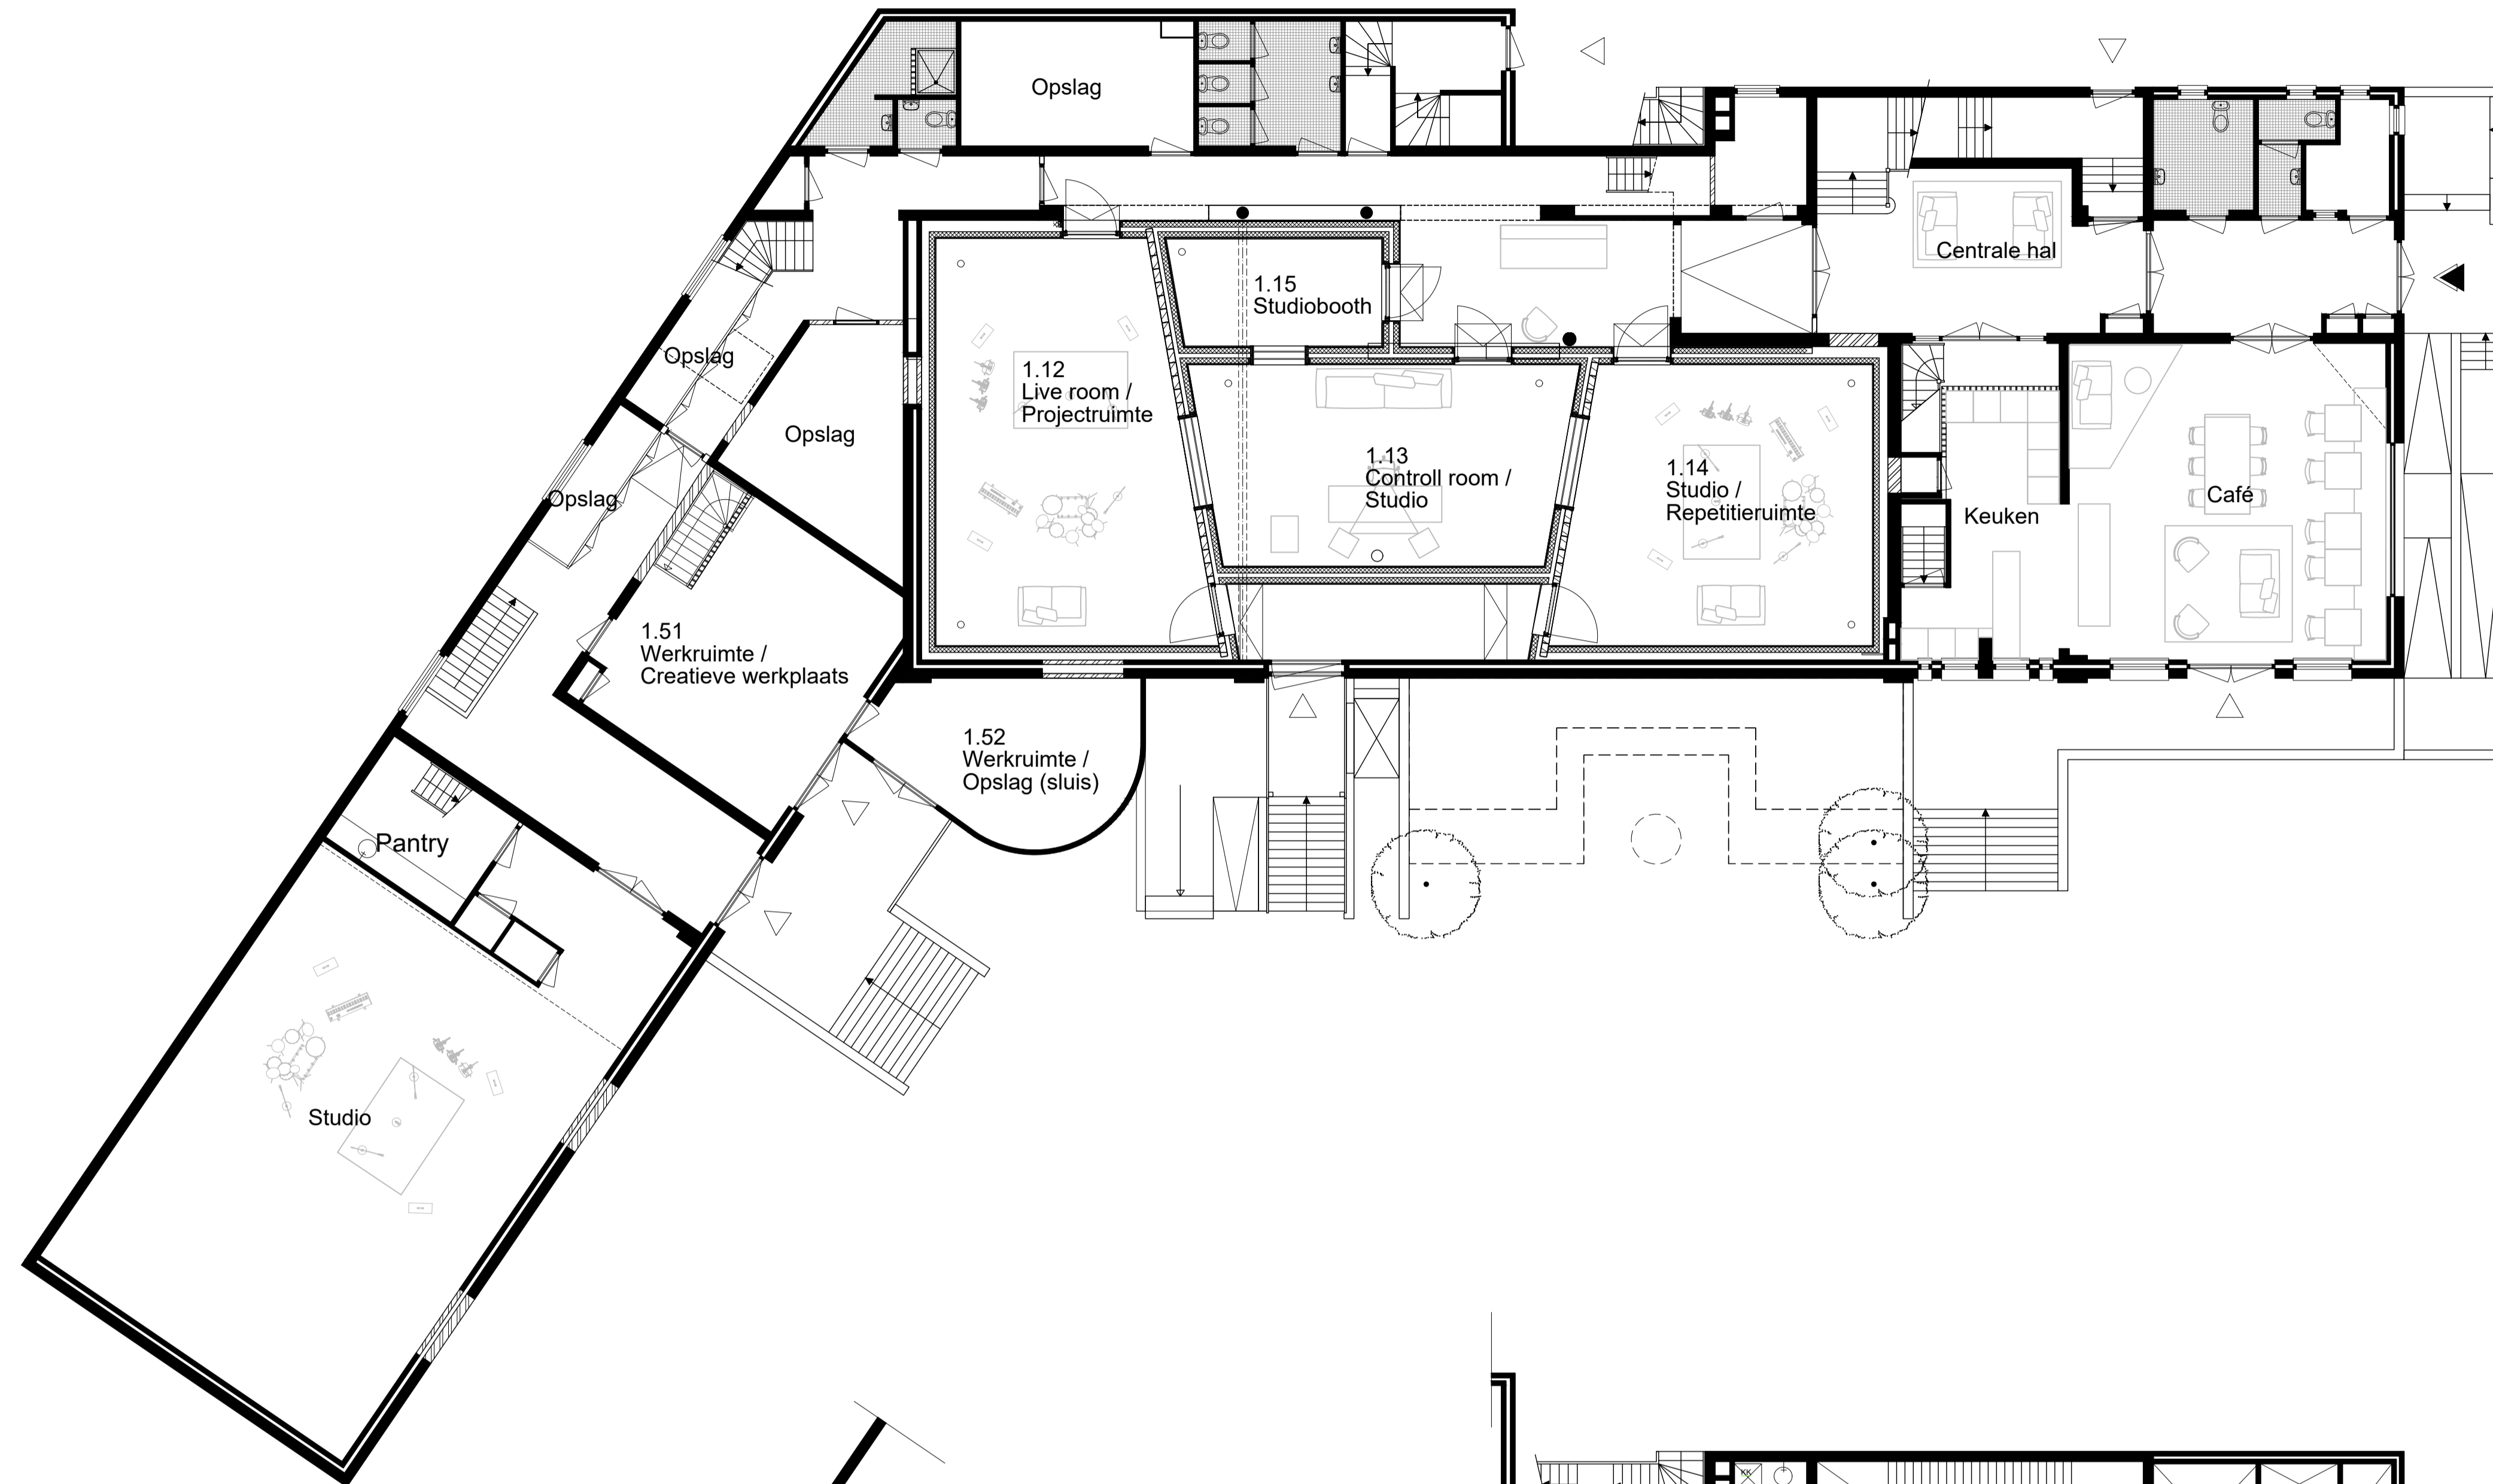 Opslag
Centrale hal
1.15
Studiobooth
Opslag
1.12
Live room /
Projectruimte
Opslag
1.13
Controll room /
Studio
1.14
Studio /
Repetitieruimte
Opslag
Keuken
Café
1.51
Werkruimte /
Creatieve werkplaats
1.52
Werkruimte /
Opslag (sluis)
Pantry
Studio
KK